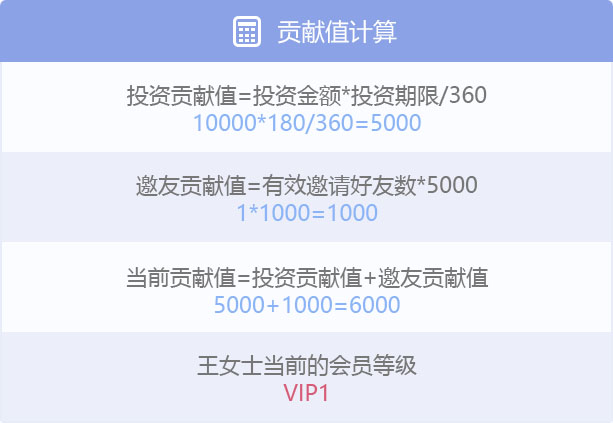 贡献值计算
投资贡献值=投资金额*投资期限/360
10000*180/360=5000
邀友贡献值=有效邀请好友数*5000
1*1000=1000
当前贡献值=投资贡献值+邀友贡献值
5000+1000=6000
王女士当前的会员等级
VIP1